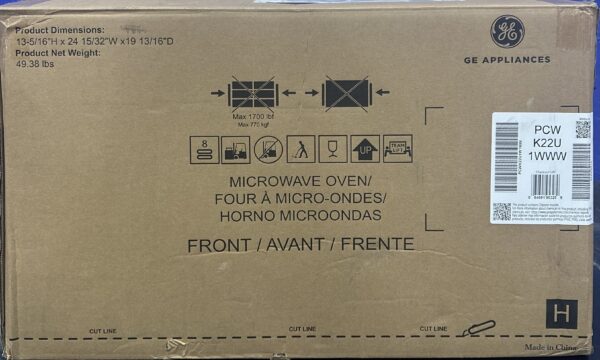 Product Dimensions:
13-5/16"H x 24 15/32"W x19 13/16"D
Product Net Weight:
49.38 lbs
GE
GE APPLIANCES
Max 1700 lbf
Max 770 kgf
8
UP
TEAM LIFT
PCW
K22U
1WWW
MICROWAVE OVEN/
FOUR À MICRO-ONDES/
HORNO MICROONDAS
FRONT / AVANT / FRENTE
H
CUT LINE
CUT LINE
CUT LINE
Made in China